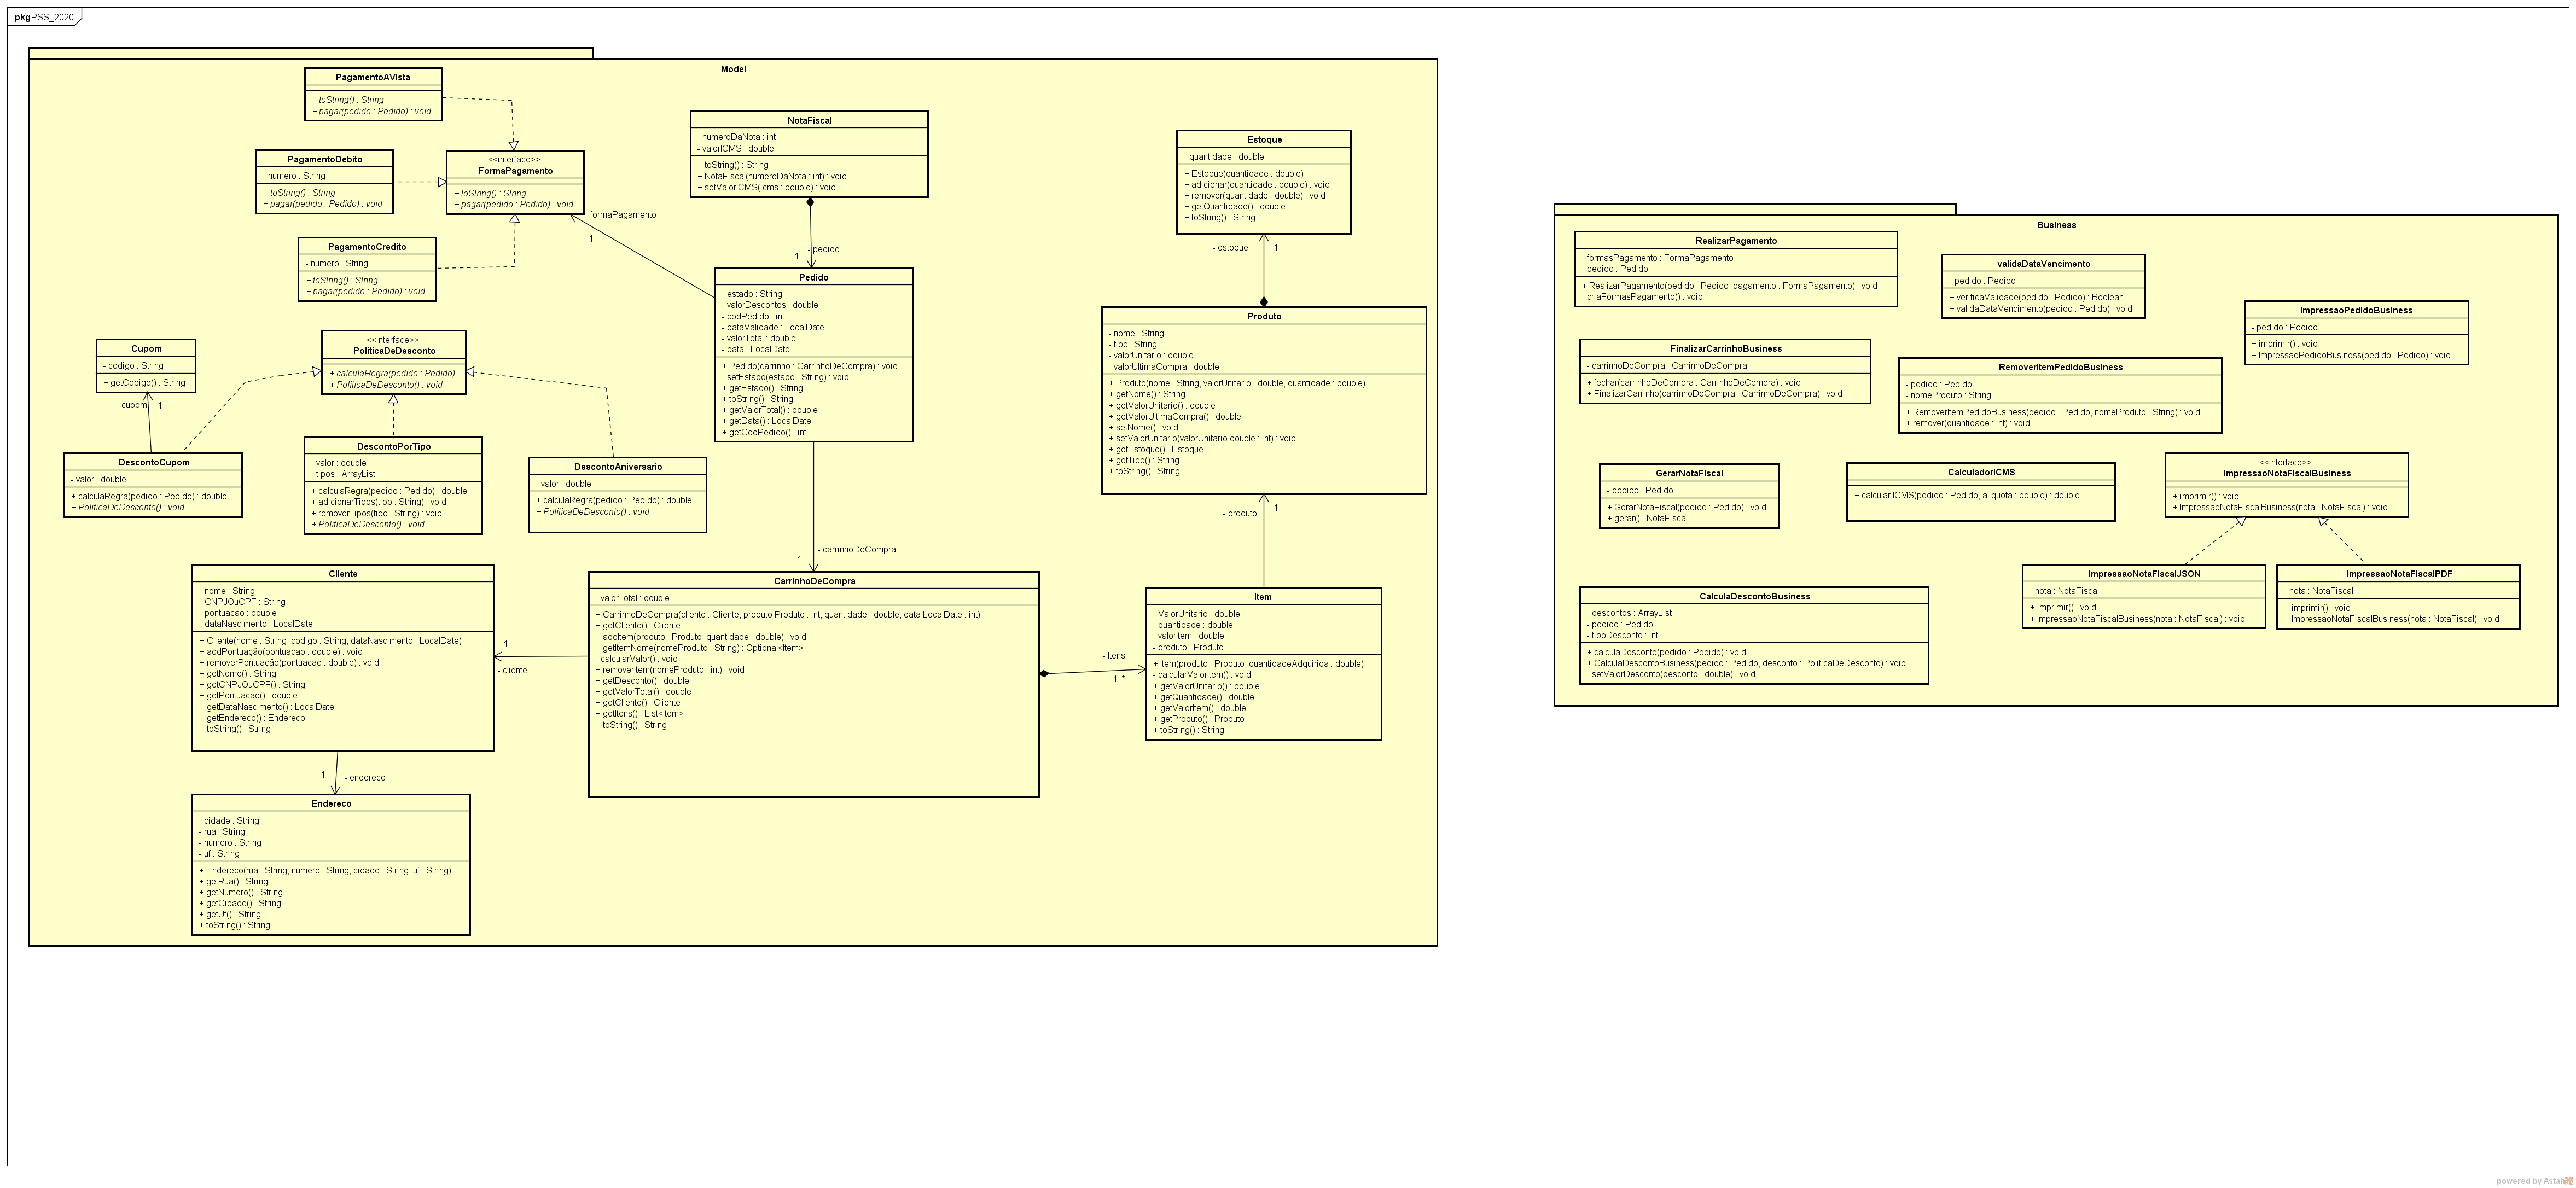 pkg PSS_2020
Model
PagamentoAVista
+ toString() : String
+ pagar(pedido : Pedido) : void
PagamentoDebito
- numero : String
+ toString() : String
+ pagar(pedido : Pedido) : void
<<interface>>
FormaPagamento
+ toString() : String
+ pagar(pedido : Pedido) : void
PagamentoCredito
- numero : String
+ toString() : String
+ pagar(pedido : Pedido) : void
- formaPagamento
1
NotaFiscal
- numeroDaNota : int
- valorICMS : double
+ toString() : String
+ NotaFiscal(numeroDaNota : int) : void
+ setValorICMS(icms : double) : void
- pedido
1
Estoque
- quantidade : double
+ Estoque(quantidade : double)
+ adicionar(quantidade : double) : void
+ remover(quantidade : double) : void
+ getQuantidade() : double
+ toString() : String
- estoque
1
Pedido
- estado : String
- valorDescontos : double
- codPedido : int
- dataValidade : LocalDate
- valorTotal : double
- data : LocalDate
+ Pedido(carrinho : CarrinhoDeCompra) : void
- setEstado(estado : String) : void
+ getEstado() : String
+ toString() : String
+ getValorTotal() : double
+ getData() : LocalDate
+ getCodPedido() : int
Produto
- nome : String
- tipo : String
- valorUnitario : double
- valorUltimaCompra : double
+ Produto(nome : String, valorUnitario : double, quantidade : double)
+ getNome() : String
+ getValorUnitario() : double
+ getValorUltimaCompra() : double
+ setNome() : void
+ setValorUnitario(valorUnitario double : int) : void
+ getEstoque() : Estoque
+ getTipo() : String
+ toString() : String
Cupom
- codigo : String
+ getCodigo() : String
- cupom
1
<<interface>>
PoliticaDeDesconto
+ calculaRegra(pedido : Pedido)
+ PoliticaDeDesconto() : void
DescontoCupom
- valor : double
+ calculaRegra(pedido : Pedido) : double
+ PoliticaDeDesconto() : void
DescontoPorTipo
- valor : double
- tipos : ArrayList
+ calculaRegra(pedido : Pedido) : double
+ adicionarTipos(tipo : String) : void
+ removerTipos(tipo : String) : void
+ PoliticaDeDesconto() : void
DescontoAniversario
- valor : double
+ calculaRegra(pedido : Pedido) : double
+ PoliticaDeDesconto() : void
- carrinhoDeCompra
1
- produto
1
Cliente
- nome : String
- CNPJOuCPF : String
- pontuacao : double
- dataNascimento : LocalDate
+ Cliente(nome : String, codigo : String, dataNascimento : LocalDate)
+ addPontuação(pontuacao : double) : void
+ removerPontuação(pontuacao : double) : void
+ getNome() : String
+ getCNPJOuCPF() : String
+ getPontuacao() : double
+ getDataNascimento() : LocalDate
+ getEndereco() : Endereco
+ toString() : String
1
- cliente
CarrinhoDeCompra
- valorTotal : double
+ CarrinhoDeCompra(cliente : Cliente, produto Produto : int, quantidade : double, data LocalDate : int)
+ getCliente() : Cliente
+ addItem(produto : Produto, quantidade : double) : void
+ getItemNome(nomeProduto : String) : Optional<Item>
- calcularValor() : void
+ removerItem(nomeProduto : int) : void
+ getDesconto() : double
+ getValorTotal() : double
+ getCliente() : Cliente
+ getItens() : List<Item>
+ toString() : String
- Itens
1..*
Item
- ValorUnitario : double
- quantidade : double
- valorItem : double
- produto : Produto
+ Item(produto : Produto, quantidadeAdquirida : double)
- calcularValorItem() : void
+ getValorUnitario() : double
+ getQuantidade() : double
+ getValorItem() : double
+ getProduto() : Produto
+ toString() : String
1
- endereco
Endereco
- cidade : String
- rua : String
- numero : String
- uf : String
+ Endereco(rua : String, numero : String, cidade : String, uf : String)
+ getRua() : String
+ getNumero() : String
+ getCidade() : String
+ getUf() : String
+ toString() : String
Business
RealizarPagamento
- formasPagamento : FormaPagamento
- pedido : Pedido
+ RealizarPagamento(pedido : Pedido, pagamento : FormaPagamento) : void
- criaFormasPagamento() : void
validaDataVencimento
- pedido : Pedido
+ verificaValidade(pedido : Pedido) : Boolean
+ validaDataVencimento(pedido : Pedido) : void
ImpressaoPedidoBusiness
- pedido : Pedido
+ imprimir() : void
+ ImpressaoPedidoBusiness(pedido : Pedido) : void
FinalizarCarrinhoBusiness
- carrinhoDeCompra : CarrinhoDeCompra
+ fechar(carrinhoDeCompra : CarrinhoDeCompra) : void
+ FinalizarCarrinho(carrinhoDeCompra : CarrinhoDeCompra) : void
RemoverItemPedidoBusiness
- pedido : Pedido
- nomeProduto : String
+ RemoverItemPedidoBusiness(pedido : Pedido, nomeProduto : String) : void
+ remover(quantidade : int) : void
GerarNotaFiscal
- pedido : Pedido
+ GerarNotaFiscal(pedido : Pedido) : void
+ gerar() : NotaFiscal
CalculadorICMS
+ calcular ICMS(pedido : Pedido, aliquota : double) : double
<<interface>>
ImpressaoNotaFiscalBusiness
+ imprimir() : void
+ ImpressaoNotaFiscalBusiness(nota : NotaFiscal) : void
CalculaDescontoBusiness
- descontos : ArrayList
- pedido : Pedido
- tipoDesconto : int
+ calculaDesconto(pedido : Pedido) : void
+ CalculaDescontoBusiness(pedido : Pedido, desconto : PoliticaDeDesconto) : void
- setValorDesconto(desconto : double) : void
ImpressaoNotaFiscalJSON
- nota : NotaFiscal
+ imprimir() : void
+ ImpressaoNotaFiscalBusiness(nota : NotaFiscal) : void
ImpressaoNotaFiscalPDF
- nota : NotaFiscal
+ imprimir() : void
+ ImpressaoNotaFiscalBusiness(nota : NotaFiscal) : void
powered by Astah